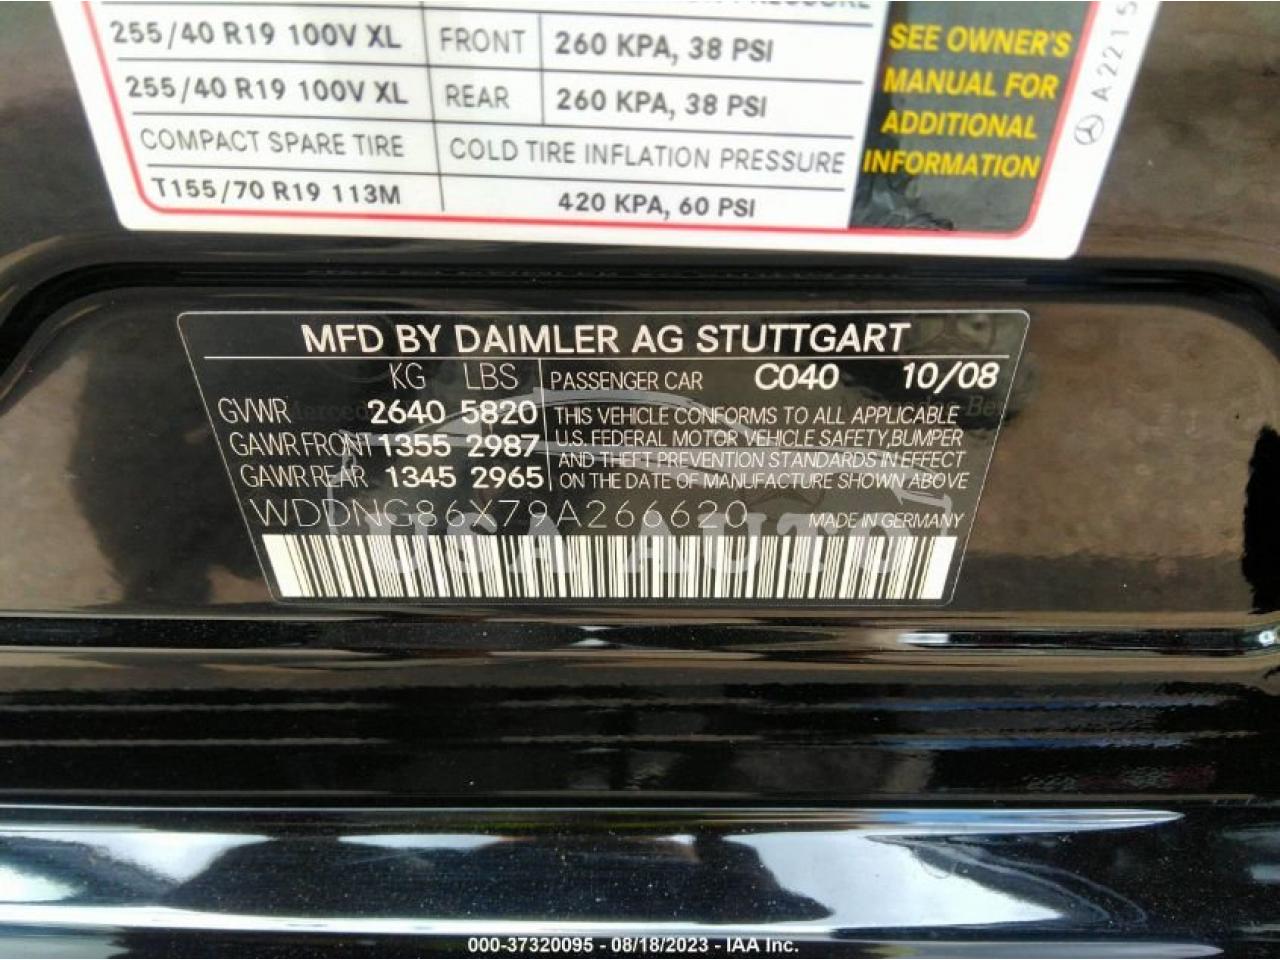 255/40 R19 100V XL FRONT 260 KPA, 38 PSI
255/40 R19 100V XL REAR 260 KPA, 38 PSI
COMPACT SPARE TIRE COLD TIRE INFLATION PRESSURE
T155/70 R19 113M 420 KPA, 60 PSI
SEE OWNER'S
MANUAL FOR
ADDITIONAL
INFORMATION
A2215
MFD BY DAIMLER AG STUTTGART
KG LBS PASSENGER CAR C040 10/08
GVWR 2640 5820
GAWR FRONT 1355 2987
GAWR REAR 1345 2965
THIS VEHICLE CONFORMS TO ALL APPLICABLE
U.S. FEDERAL MOTOR VEHICLE SAFETY,BUMPER
AND THEFT PREVENTION STANDARDS IN EFFECT
ON THE DATE OF MANUFACTURE SHOWN ABOVE
WDDNG86X79A266620 MADE IN GERMANY
USA AUTO
000-37320095 - 08/18/2023 - IAA Inc.